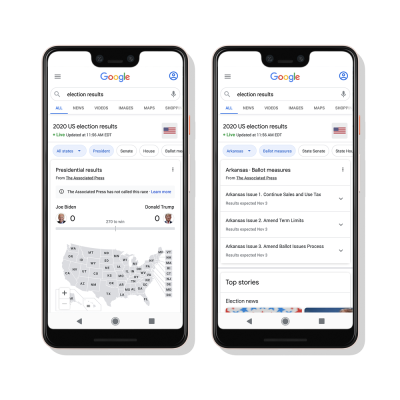 Google
election results
ALL NEWS VIDEOS IMAGES MAPS
2020 US election results
Live Updated at 11:00 AM EDT
All states President Senate House Ballot
Presidential results
From The Associated Press
The Associated Press has not called this race · Learn more
Joe Biden Donald Trump
0 0
270 to win
Google
election results
ALL NEWS VIDEOS IMAGES MAPS
2020 US election results
Live Updated at 11:00 AM EDT
Arkansas Ballot measures State Senate State
Arkansas · Ballot measures
From The Associated Press
Arkansas Issue 1. Continue Sales and Use Tax
Results expected Nov 3
Arkansas Issue 2. Amend Term Limits
Results expected Nov 3
Arkansas Issue 3. Amend Ballot Issues Process
Results expected Nov 3
Top stories
Election news